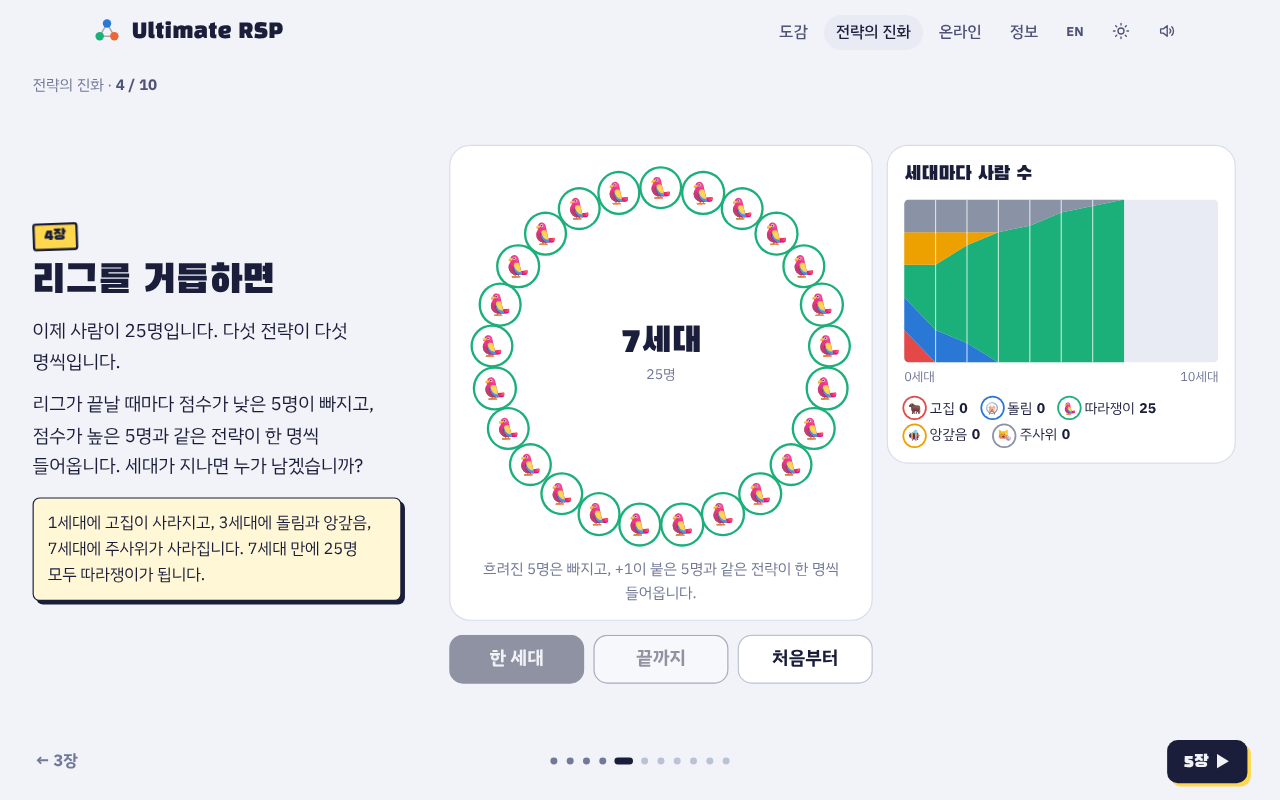 Ultimate RSP
도감
전략의 진화
온라인
정보
EN
전략의 진화 · 4 / 10
4장
리그를 거듭하면
이제 사람이 25명입니다. 다섯 전략이 다섯
명씩입니다.
리그가 끝날 때마다 점수가 낮은 5명이 빠지고,
점수가 높은 5명과 같은 전략이 한 명씩
들어옵니다. 세대가 지나면 누가 남겠습니까?
1세대에 고집이 사라지고, 3세대에 돌림과 앙갚음,
7세대에 주사위가 사라집니다. 7세대 만에 25명
모두 따라쟁이가 됩니다.
7세대
25명
흐려진 5명은 빠지고, +1이 붙은 5명과 같은 전략이 한 명씩
들어옵니다.
한 세대
끝까지
처음부터
세대마다 사람 수
0세대
10세대
고집 0
돌림 0
따라쟁이 25
앙갚음 0
주사위 0
← 3장
5장 ▶